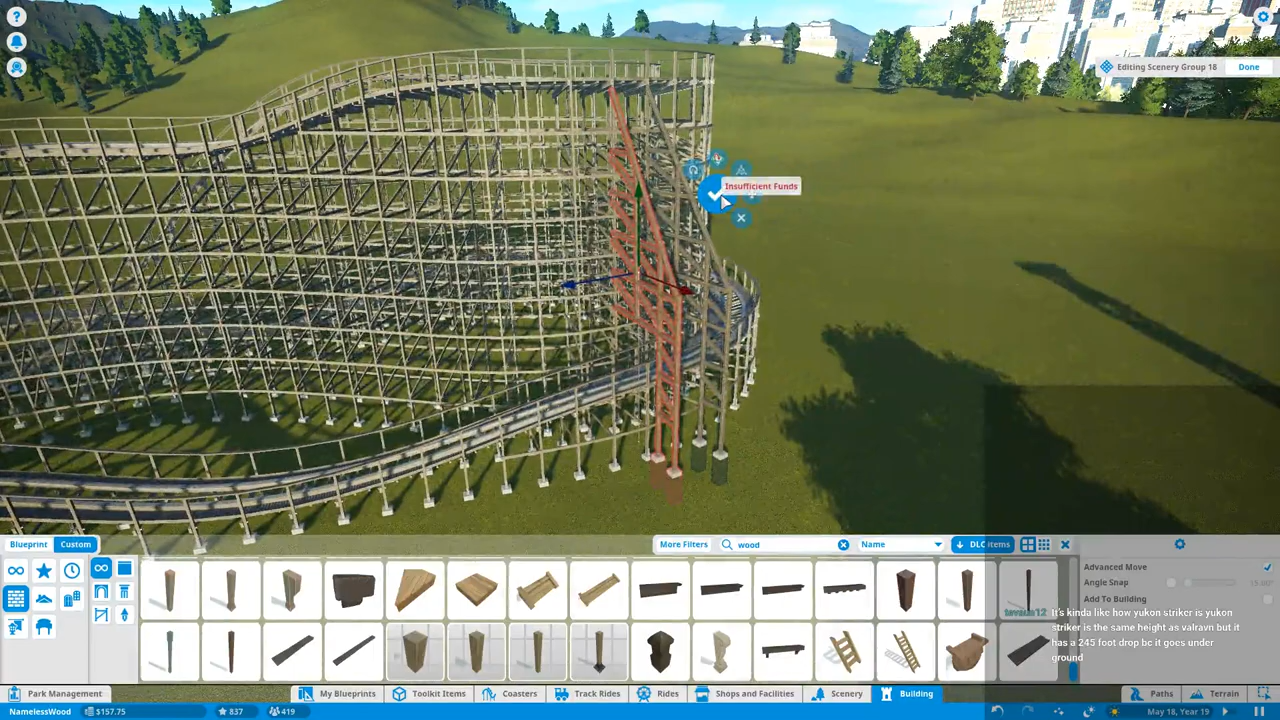 Editing Scenery Group 18
Done
Insufficient Funds
Blueprint
Custom
More Filters
wood
Name
DLC Items
Advanced Move
Angle Snap
15.00°
Add To Building
tevsun12
It's kinda like how yukon striker is yukon
striker is the same height as valravn but it
has a 245 foot drop bc it goes under
ground
Park Management
My Blueprints
Toolkit Items
Coasters
Track Rides
Rides
Shops and Facilities
Scenery
Building
Paths
Terrain
NamelessWood
$157.75
837
419
May 18, Year 19